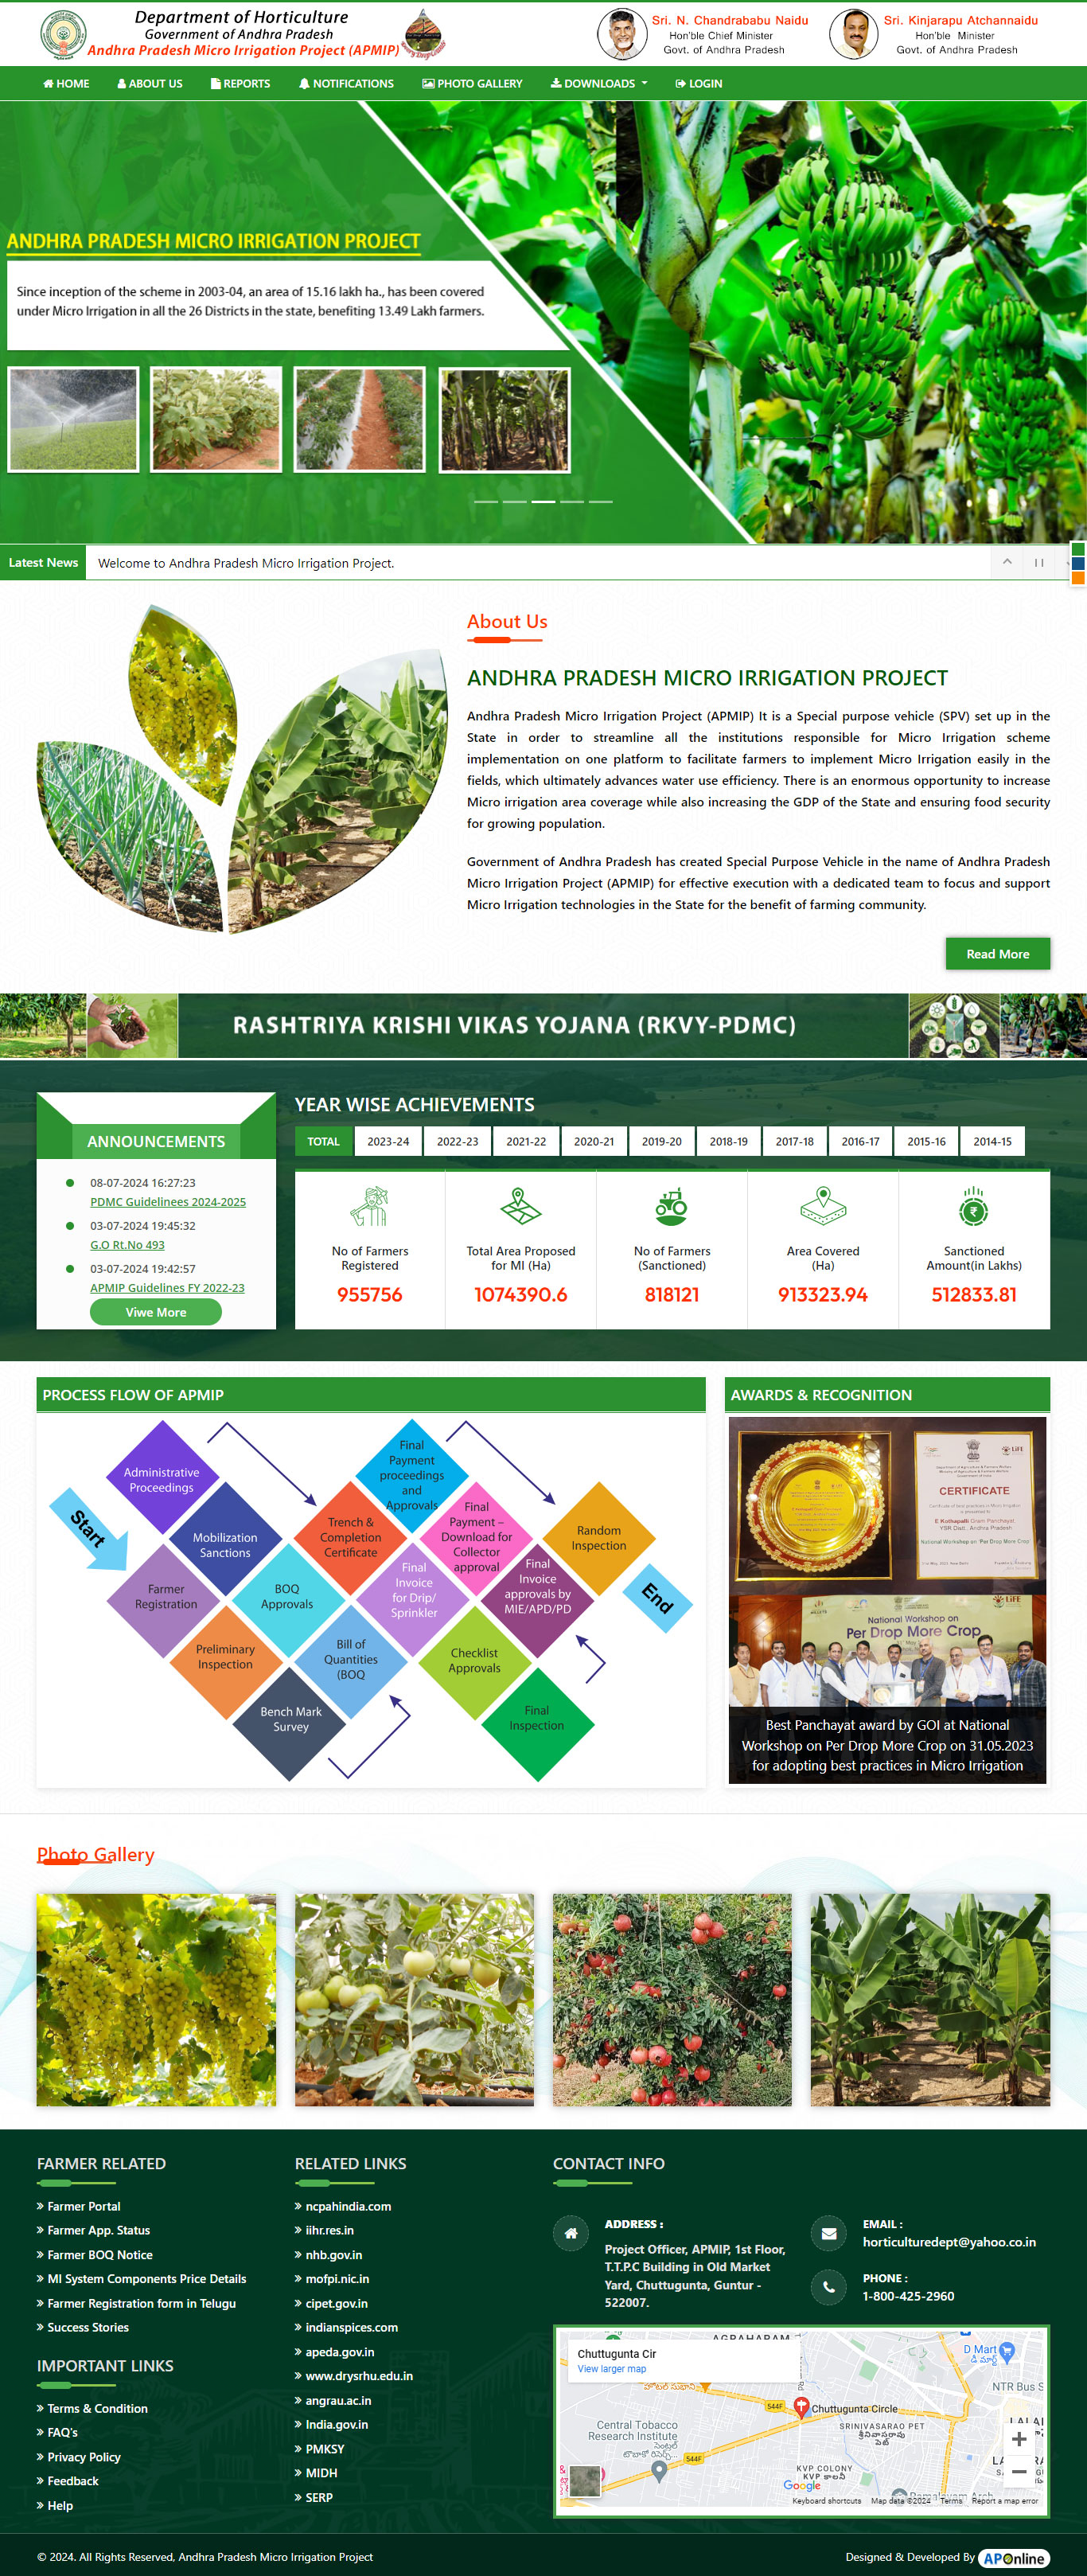 Department of Horticulture
Government of Andhra Pradesh
Andhra Pradesh Micro Irrigation Project (APMIP)
Sri. N. Chandrababu Naidu
Hon'ble Chief Minister
Govt. of Andhra Pradesh
Sri. Kinjarapu Atchannaidu
Hon'ble Minister
Govt. of Andhra Pradesh
HOME ABOUT US REPORTS NOTIFICATIONS PHOTO GALLERY DOWNLOADS LOGIN
ANDHRA PRADESH MICRO IRRIGATION PROJECT
Since inception of the scheme in 2003-04, an area of 15.16 lakh ha., has been covered
under Micro Irrigation in all the 26 Districts in the state, benefiting 13.49 Lakh farmers.
Latest News
Welcome to Andhra Pradesh Micro Irrigation Project.
About Us
ANDHRA PRADESH MICRO IRRIGATION PROJECT
Andhra Pradesh Micro Irrigation Project (APMIP) It is a Special purpose vehicle (SPV) set up in the
State in order to streamline all the institutions responsible for Micro Irrigation scheme
implementation on one platform to facilitate farmers to implement Micro Irrigation easily in the
fields, which ultimately advances water use efficiency. There is an enormous opportunity to increase
Micro irrigation area coverage while also increasing the GDP of the State and ensuring food security
for growing population.
Government of Andhra Pradesh has created Special Purpose Vehicle in the name of Andhra Pradesh
Micro Irrigation Project (APMIP) for effective execution with a dedicated team to focus and support
Micro Irrigation technologies in the State for the benefit of farming community.
Read More
RASHTRIYA KRISHI VIKAS YOJANA (RKVY-PDMC)
ANNOUNCEMENTS
08-07-2024 16:27:23
PDMC Guidelinees 2024-2025
03-07-2024 19:45:32
G.O Rt.No 493
03-07-2024 19:42:57
APMIP Guidelines FY 2022-23
Viwe More
YEAR WISE ACHIEVEMENTS
TOTAL 2023-24 2022-23 2021-22 2020-21 2019-20 2018-19 2017-18 2016-17 2015-16 2014-15
No of Farmers
Registered
955756
Total Area Proposed
for MI (Ha)
1074390.6
No of Farmers
(Sanctioned)
818121
Area Covered
(Ha)
913323.94
Sanctioned
Amount(in Lakhs)
512833.81
PROCESS FLOW OF APMIP
Start
Administrative
Proceedings
Mobilization
Sanctions
Farmer
Registration
BOQ
Approvals
Preliminary
Inspection
Bill of
Quantities
(BOQ
Bench Mark
Survey
Trench &
Completion
Certificate
Final
Payment
proceedings
and
Approvals
Final
Payment –
Download for
Collector
approval
Final
Invoice
for Drip/
Sprinkler
Final
Invoice
approvals by
MIE/APD/PD
Checklist
Approvals
Final
Inspection
Random
Inspection
End
AWARDS & RECOGNITION
CERTIFICATE
E Kothapalli Gram Panchayat
YSR Dist., Andhra Pradesh
National Workshop on 'Per Drop More Crop'
LiFE
National Workshop on
Per Drop More Crop
LiFE
Best Panchayat award by GOI at National
Workshop on Per Drop More Crop on 31.05.2023
for adopting best practices in Micro Irrigation
Photo Gallery
FARMER RELATED
Farmer Portal
Farmer App. Status
Farmer BOQ Notice
MI System Components Price Details
Farmer Registration form in Telugu
Success Stories
IMPORTANT LINKS
Terms & Condition
FAQ's
Privacy Policy
Feedback
Help
RELATED LINKS
ncpahindia.com
iihr.res.in
nhb.gov.in
mofpi.nic.in
cipet.gov.in
indianspices.com
apeda.gov.in
www.drysrhu.edu.in
angrau.ac.in
India.gov.in
PMKSY
MIDH
SERP
CONTACT INFO
ADDRESS :
Project Officer, APMIP, 1st Floor,
T.T.P.C Building in Old Market
Yard, Chuttugunta, Guntur -
522007.
EMAIL :
horticulturedept@yahoo.co.in
PHONE :
1-800-425-2960
Chuttugunta Cir
View larger map
AGRAHARAM
D Mart
డి మార్ట్
NTR Bus S
హోటల్ సుభాని
544F
Chuttugunta Circle
SRINIVASARAO PET
శ్రీనివాసరావు
పేట్
Central Tobacco
Research Institute
సెంట్రల్
టొబాకో రీసెర్చ్...
544F
KVP COLONY
KVP కాలనీ
Google
Keyboard shortcuts Map data ©2024 Terms Report a map error
© 2024. All Rights Reserved, Andhra Pradesh Micro Irrigation Project
Designed & Developed By APOnline